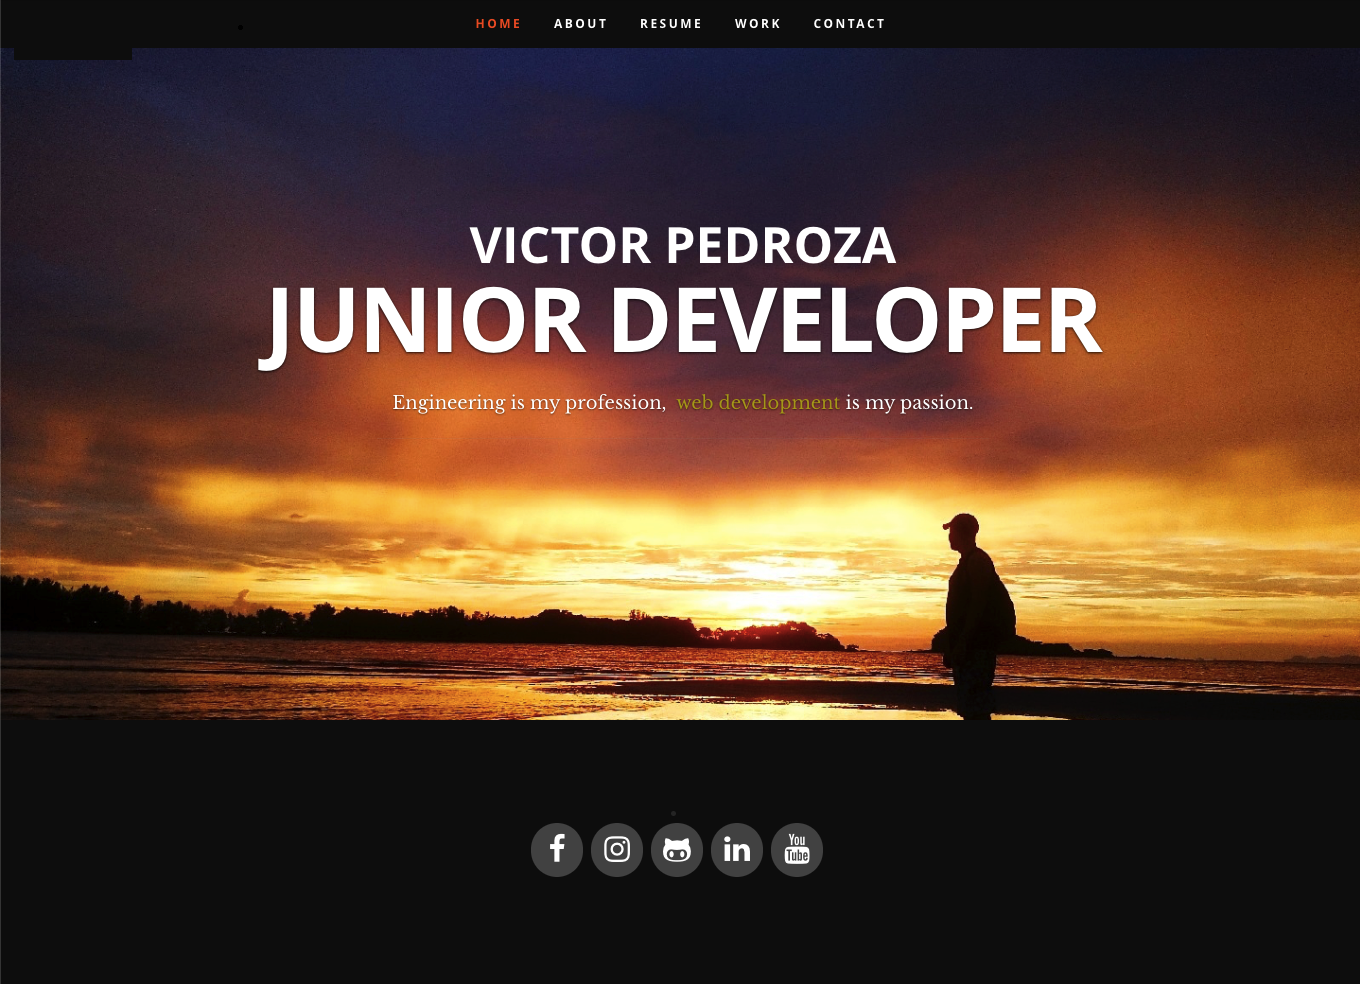 HOME ABOUT RESUME WORK CONTACT
VICTOR PEDROZA
JUNIOR DEVELOPER
Engineering is my profession, web development is my passion.
You
Tube